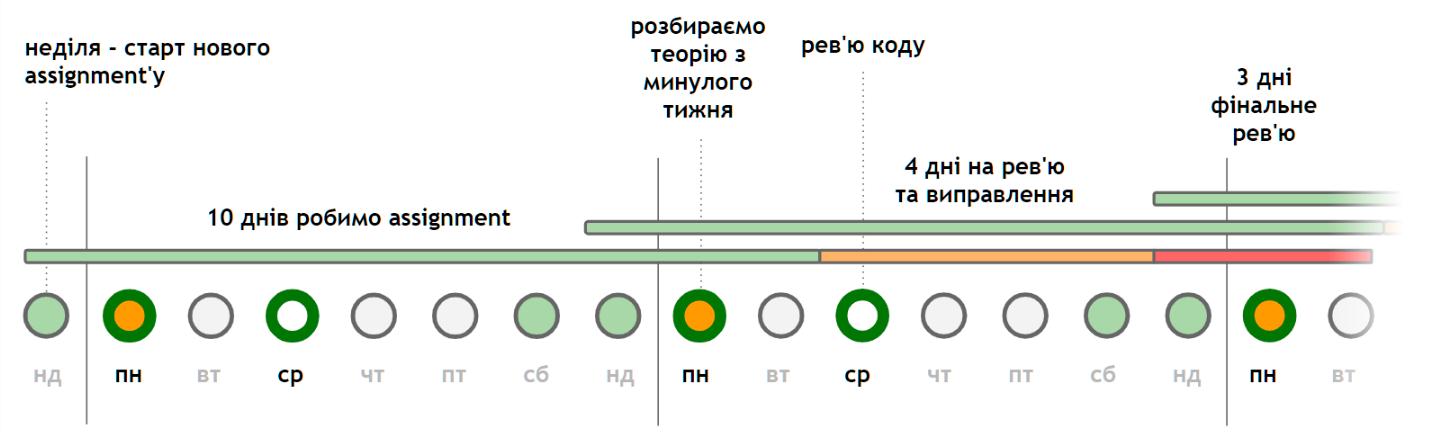 неділя - старт нового
assignment'у
розбираємо
теорію з
минулого
тижня
рев'ю коду
3 дні
фінальне
рев'ю
4 дні на рев'ю
та виправлення
10 днів робимо assignment
нд пн вт ср чт пт сб нд пн вт ср чт пт сб нд пн вт